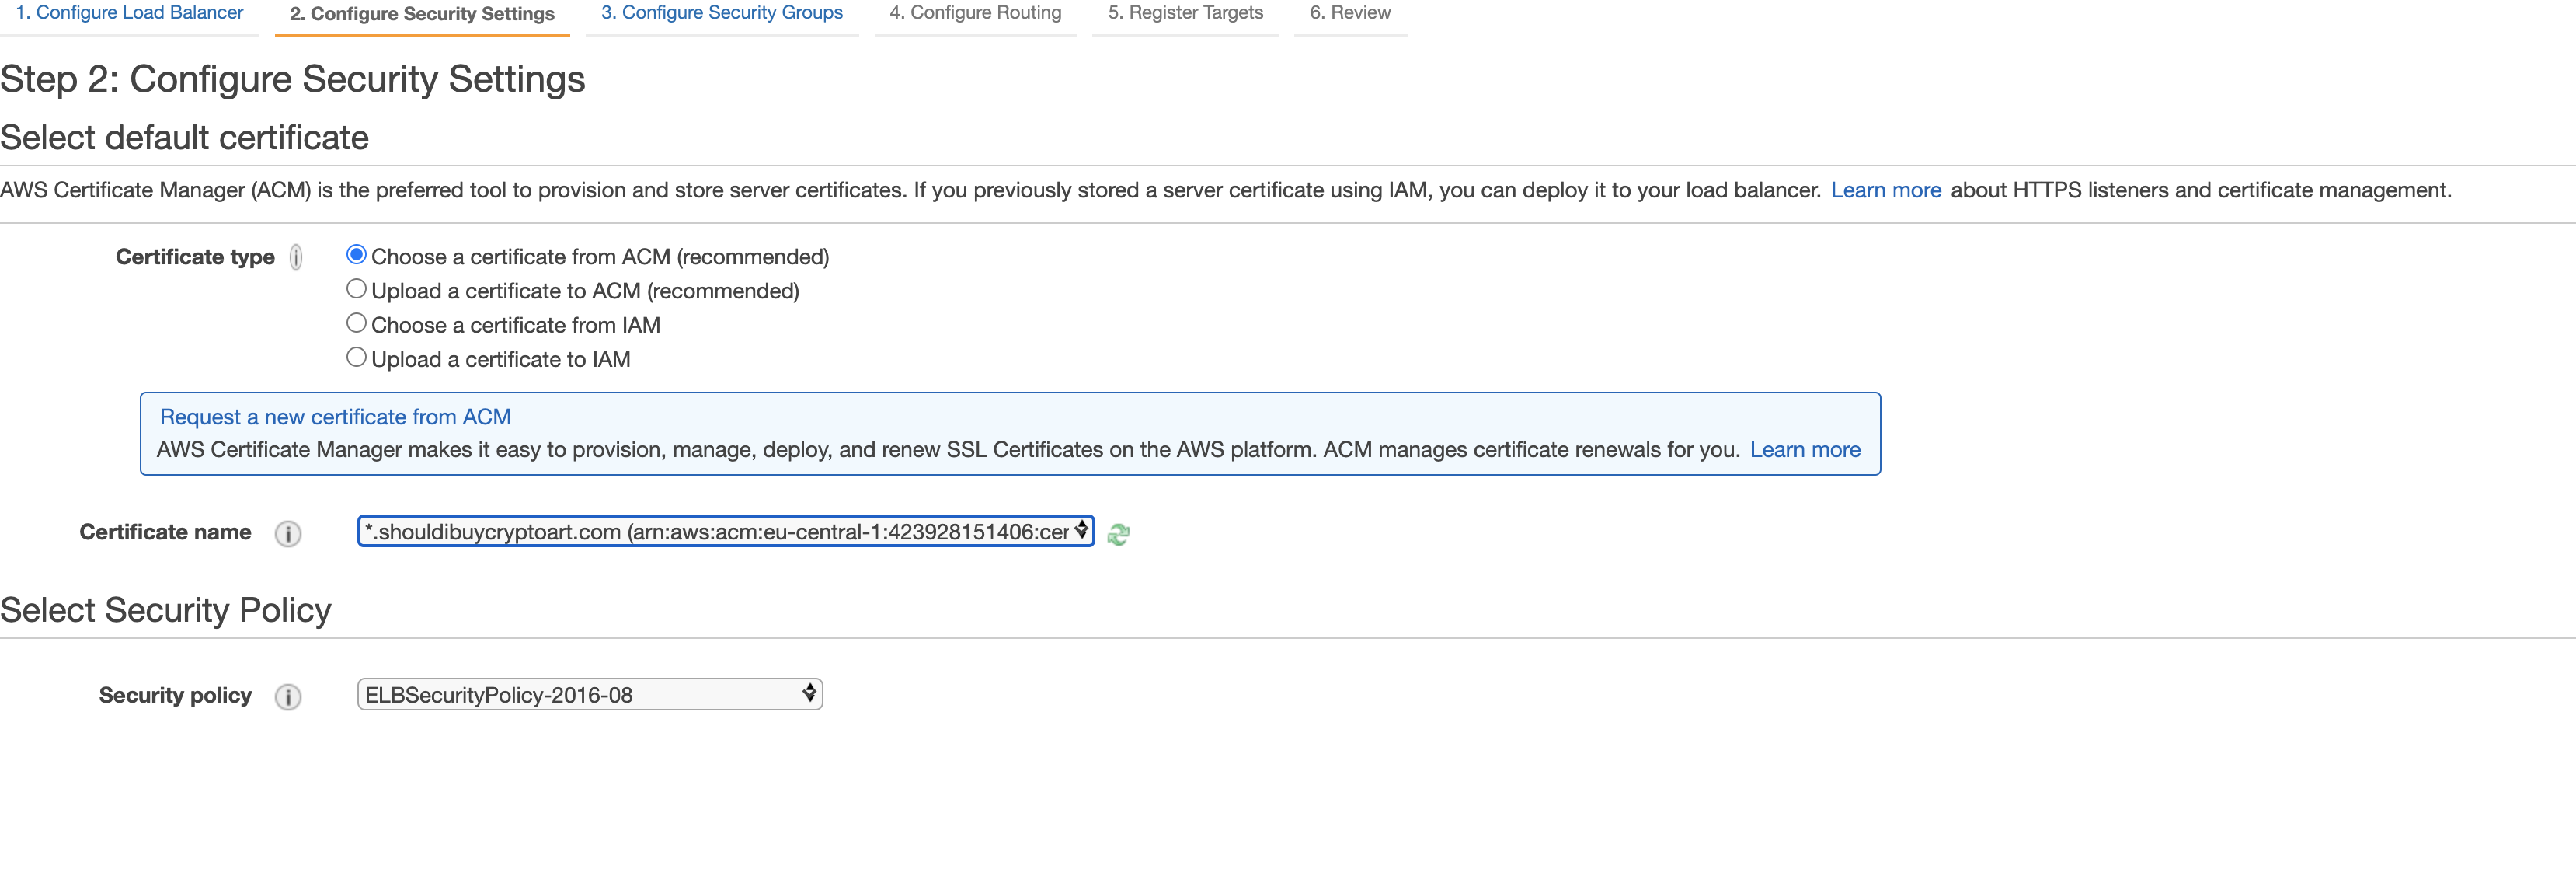 1. Configure Load Balancer 2. Configure Security Settings 3. Configure Security Groups 4. Configure Routing 5. Register Targets 6. Review
Step 2: Configure Security Settings
Select default certificate
AWS Certificate Manager (ACM) is the preferred tool to provision and store server certificates. If you previously stored a server certificate using IAM, you can deploy it to your load balancer. Learn more about HTTPS listeners and certificate management.
Certificate type i Choose a certificate from ACM (recommended)
Upload a certificate to ACM (recommended)
Choose a certificate from IAM
Upload a certificate to IAM
Request a new certificate from ACM
AWS Certificate Manager makes it easy to provision, manage, deploy, and renew SSL Certificates on the AWS platform. ACM manages certificate renewals for you. Learn more
Certificate name i *.shouldibuycryptoart.com (arn:aws:acm:eu-central-1:423928151406:cer
Select Security Policy
Security policy i ELBSecurityPolicy-2016-08